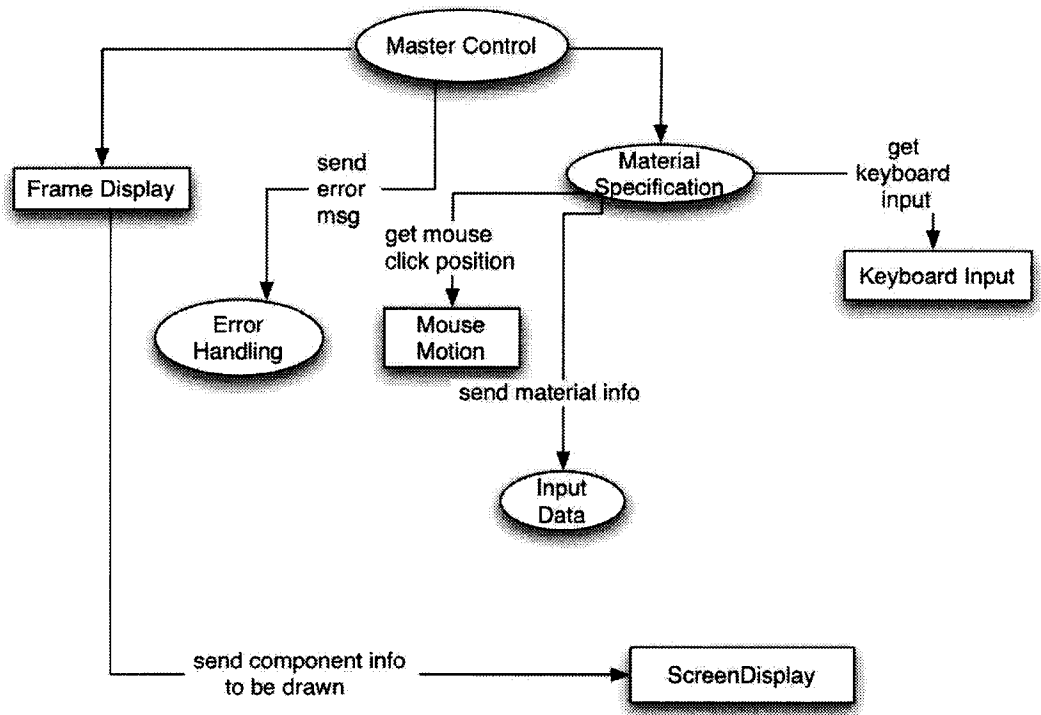 Master Control
send
error
msg
Material
Specification
get
keyboard
input
Frame Display
get mouse
click position
Keyboard Input
Error
Handling
Mouse
Motion
send material info
Input
Data
send component info
to be drawn
ScreenDisplay